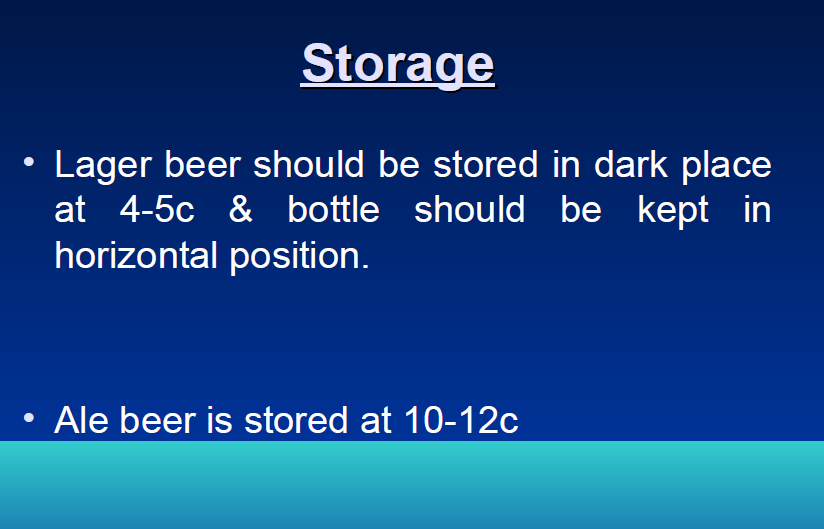 Storage
• Lager beer should be stored in dark place
at 4-5c & bottle should be kept in
horizontal position.
• Ale beer is stored at 10-12c